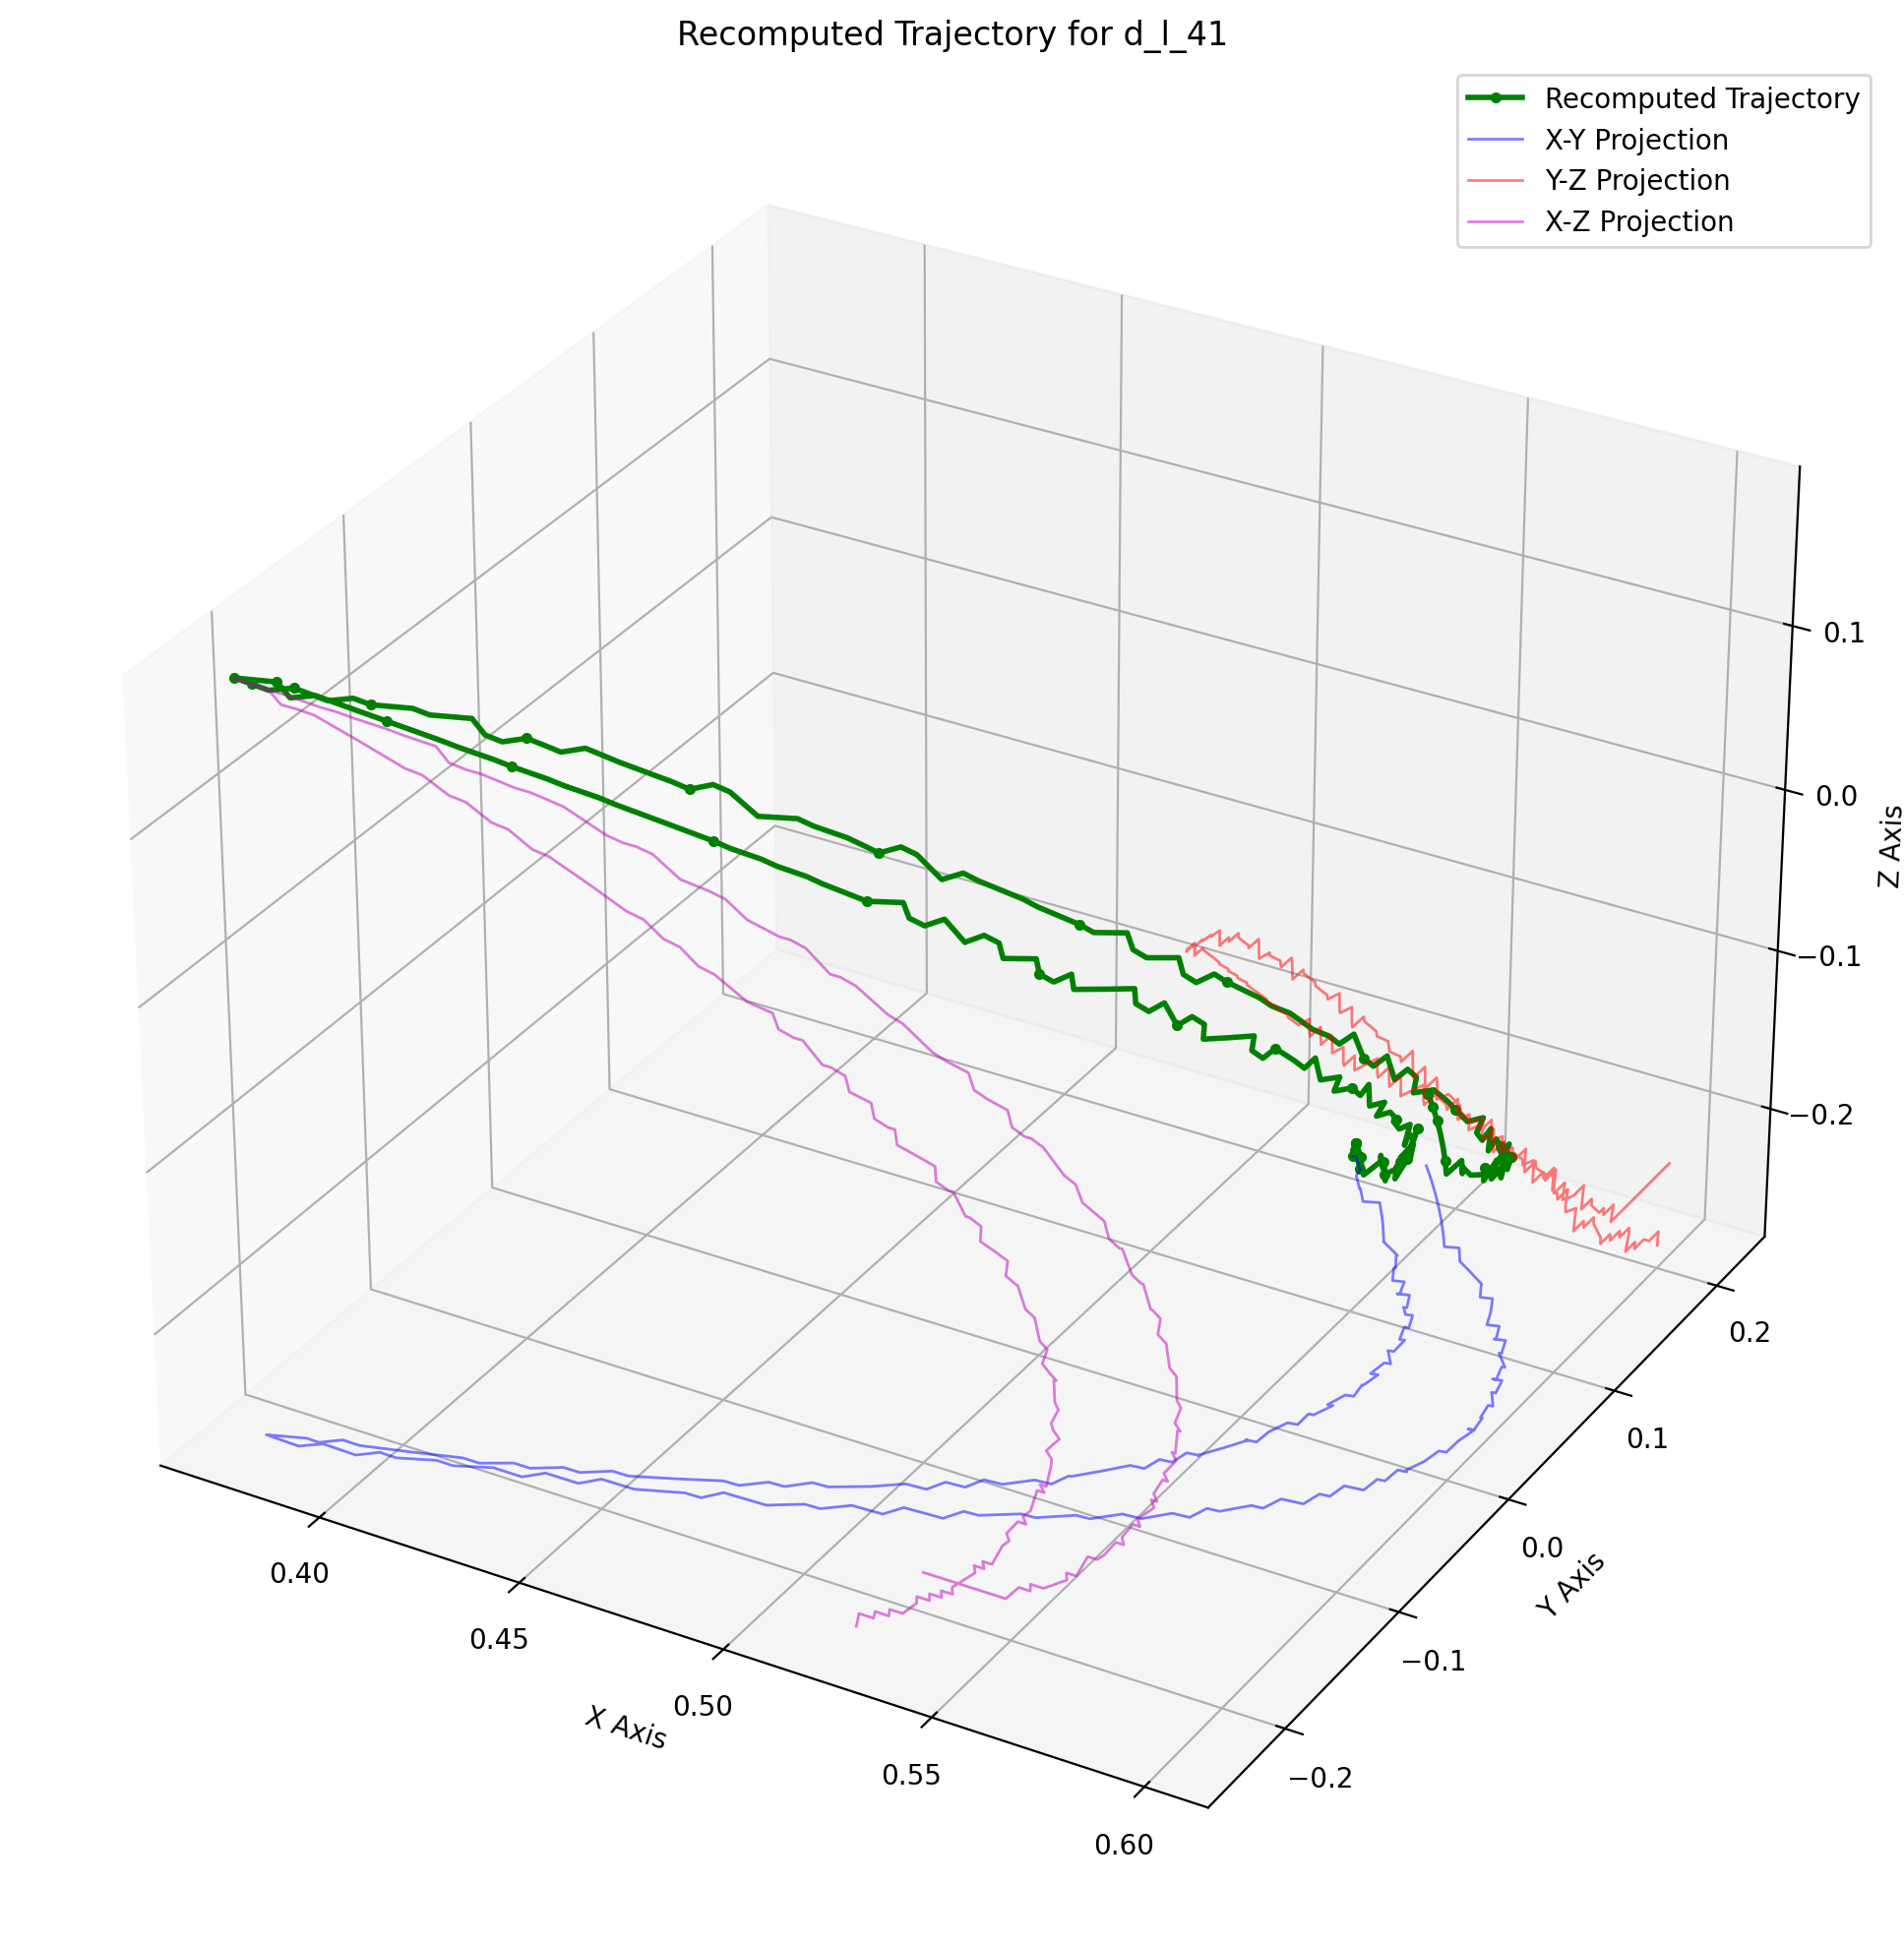 Recomputed Trajectory for d_l_41
Recomputed Trajectory
X-Y Projection
Y-Z Projection
X-Z Projection
0.1
0.0
−0.1
−0.2
Z Axis
0.2
0.1
0.0
−0.1
−0.2
Y Axis
0.40
0.45
0.50
0.55
0.60
X Axis